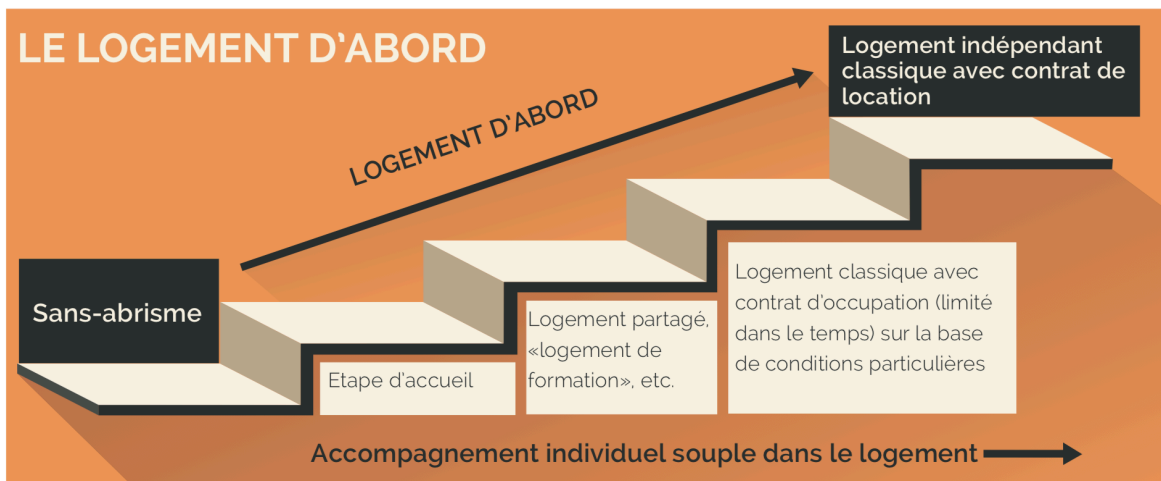 LE LOGEMENT D'ABORD
Logement indépendant
classique avec contrat de
location
LOGEMENT D'ABORD
Sans-abrisme
Etape d'accueil
Logement partagé,
«logement de
formation», etc.
Logement classique avec
contrat d'occupation (limité
dans le temps) sur la base
de conditions particulières
Accompagnement individuel souple dans le logement